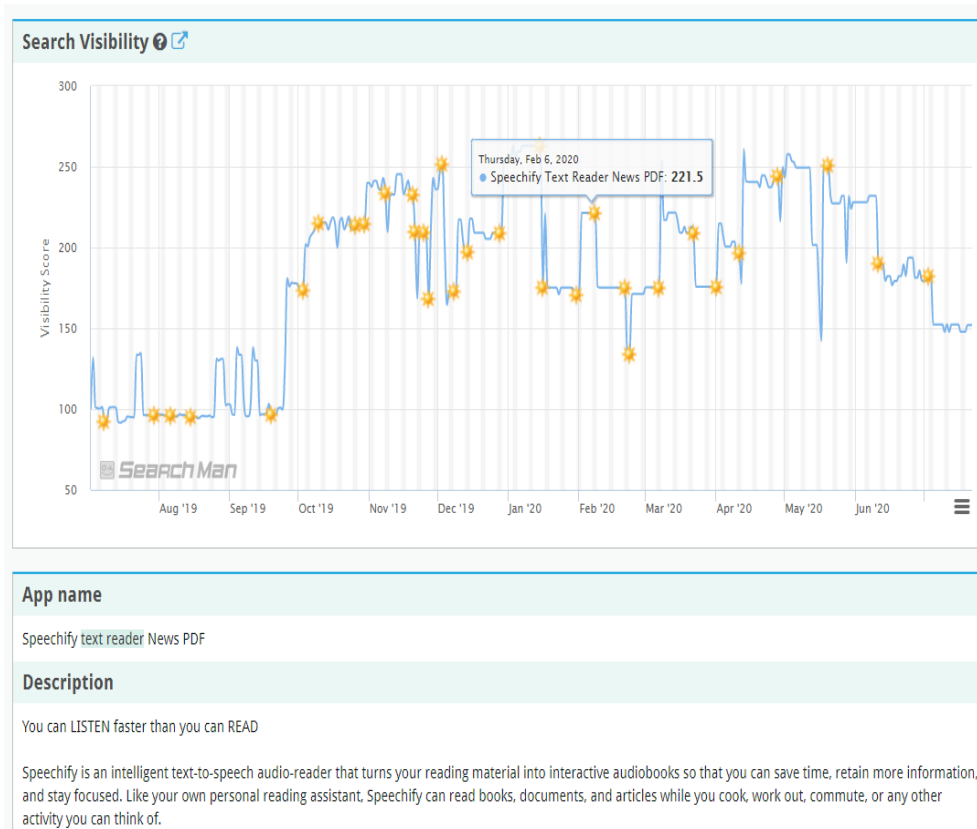 Search Visibility
300
250
200
150
100
50
Visibility Score
Thursday, Feb 6, 2020
Speechify Text Reader News PDF: 221.5
SearchMan
Aug '19 Sep '19 Oct '19 Nov '19 Dec '19 Jan '20 Feb '20 Mar '20 Apr '20 May '20 Jun '20
App name
Speechify text reader News PDF
Description
You can LISTEN faster than you can READ
Speechify is an intelligent text-to-speech audio-reader that turns your reading material into interactive audiobooks so that you can save time, retain more information,
and stay focused. Like your own personal reading assistant, Speechify can read books, documents, and articles while you cook, work out, commute, or any other
activity you can think of.